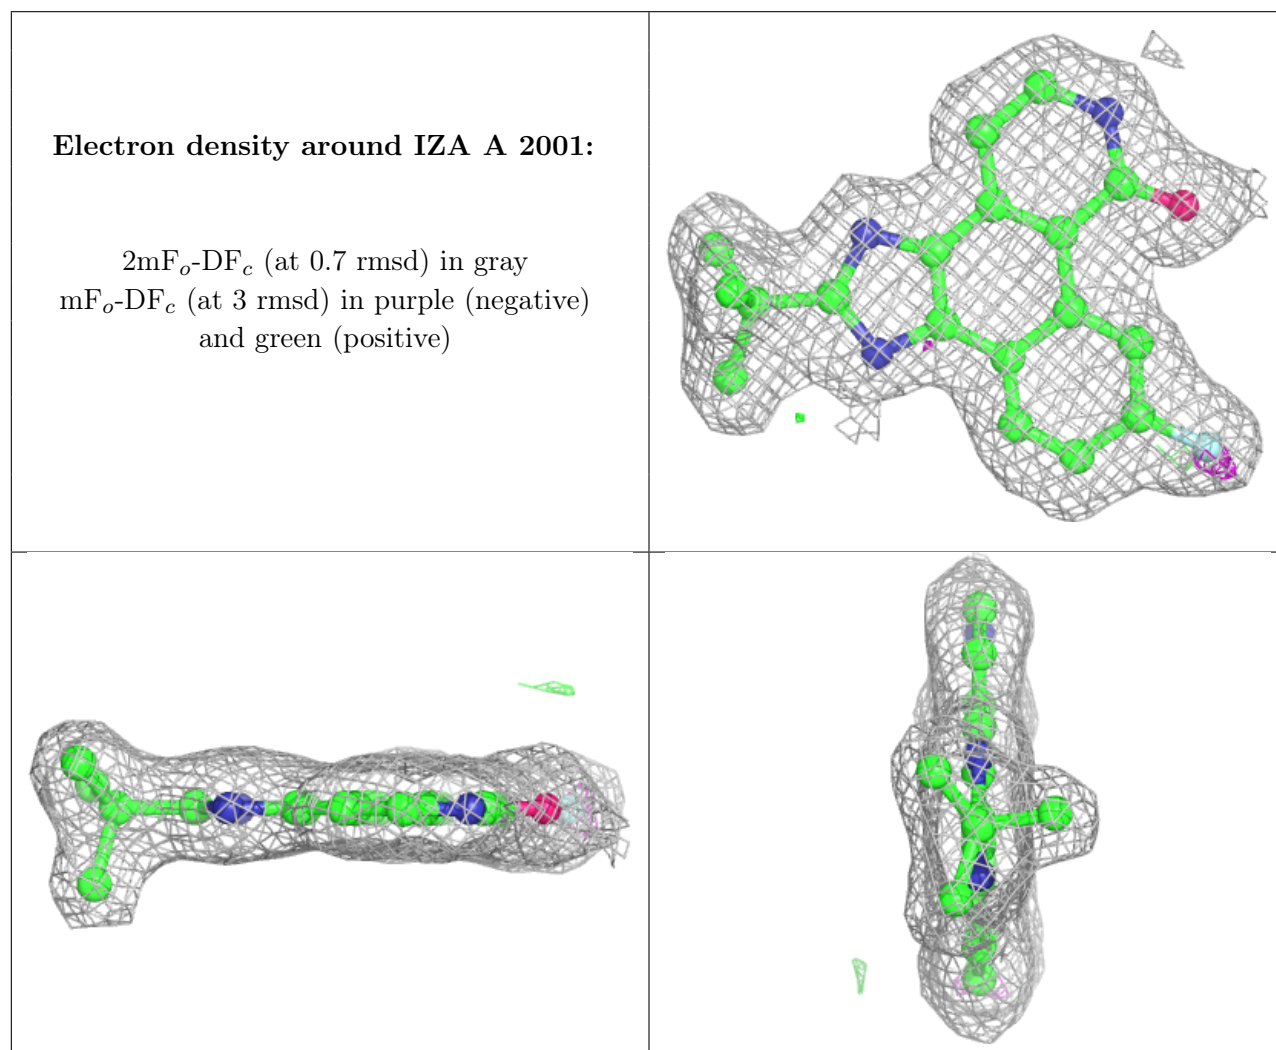 Electron density around IZA A 2001:
2mFo-DFc (at 0.7 rmsd) in gray
mFo-DFc (at 3 rmsd) in purple (negative)
and green (positive)